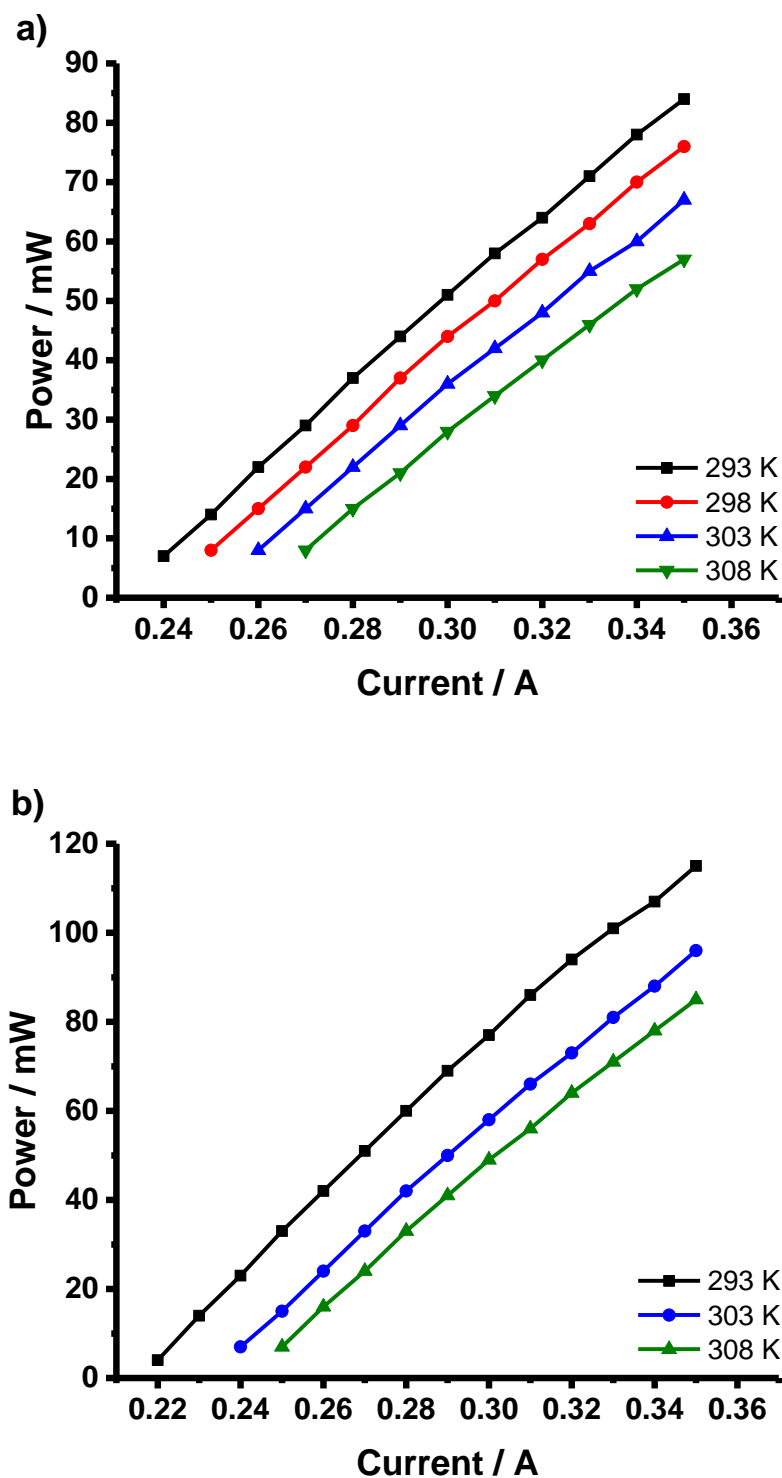 a)
90
80
70
60
50
40
30
20
10
0
Power / mW
293 K
298 K
303 K
308 K
0.24 0.26 0.28 0.30 0.32 0.34 0.36
Current / A
b)
120
100
80
60
40
20
0
Power / mW
293 K
303 K
308 K
0.22 0.24 0.26 0.28 0.30 0.32 0.34 0.36
Current / A